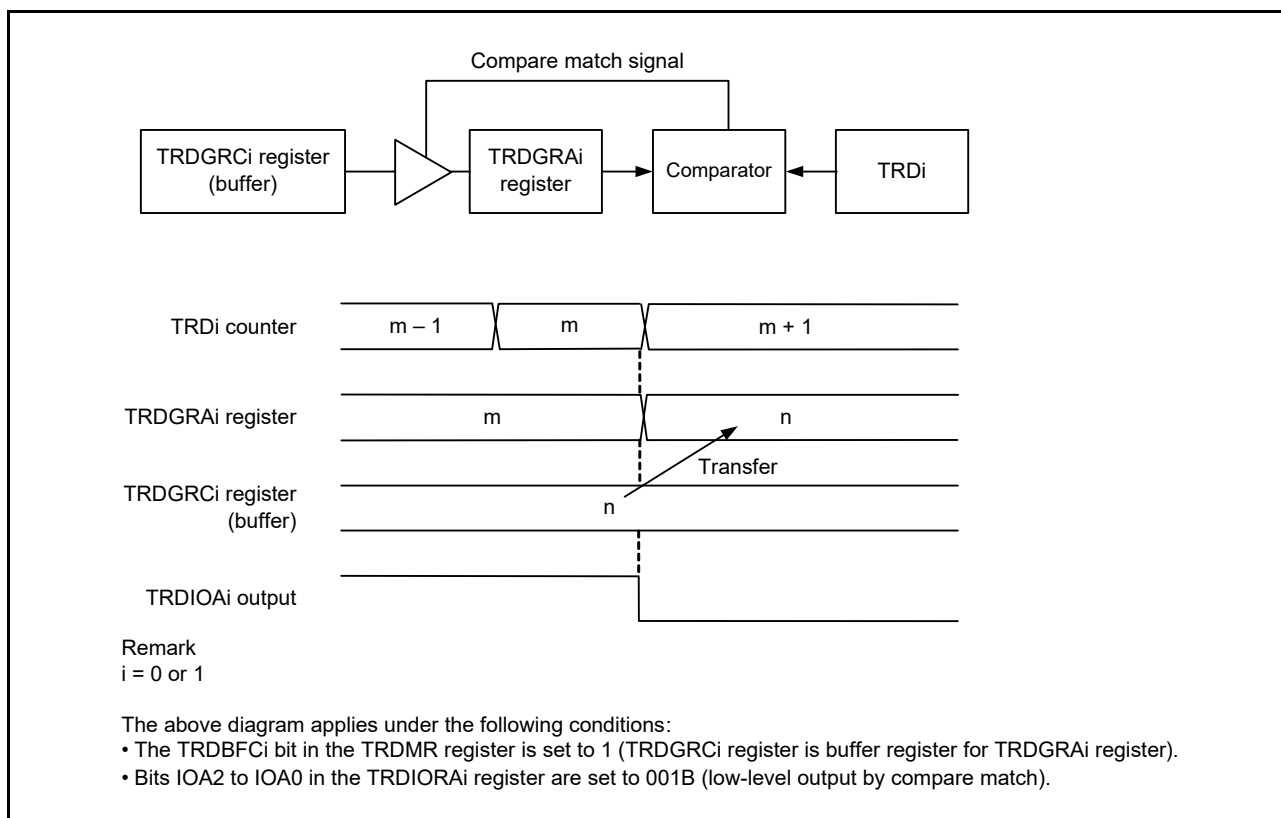 Compare match signal
TRDGRCi register
(buffer)
TRDGRAi
register
Comparator
TRDi
TRDi counter
m – 1
m
m + 1
TRDGRAi register
m
n
Transfer
TRDGRCi register
(buffer)
n
TRDIOAi output
Remark
i = 0 or 1
The above diagram applies under the following conditions:
• The TRDBFCi bit in the TRDMR register is set to 1 (TRDGRCi register is buffer register for TRDGRAi register).
• Bits IOA2 to IOA0 in the TRDIORAi register are set to 001B (low-level output by compare match).